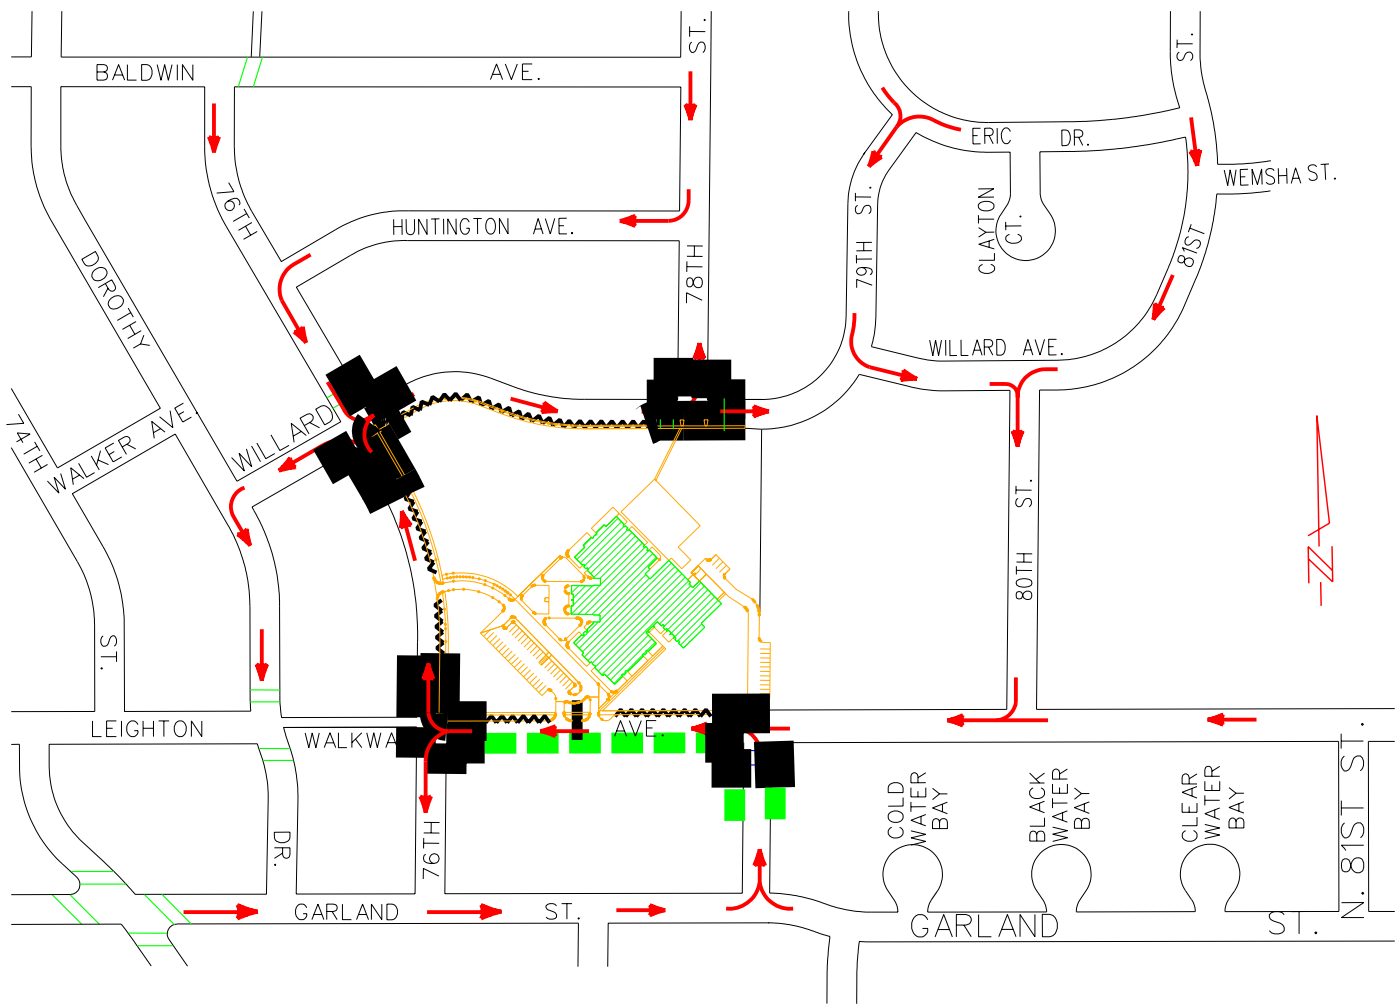 ST.
ST.
BALDWIN AVE.
ERIC DR.
WEMSHA ST.
76TH
HUNTINGTON AVE.
79TH ST.
CLAYTON
CT.
81ST
78TH
DOROTHY
WILLARD AVE.
WALKER AVE.
WILLARD
74TH
80TH ST.
N
ST.
LEIGHTON
AVE.
ST.
WALKWA
COLD
WATER
BAY
BLACK
WATER
BAY
CLEAR
WATER
BAY
N. 81ST ST.
DR.
76TH
GARLAND ST.
GARLAND ST.